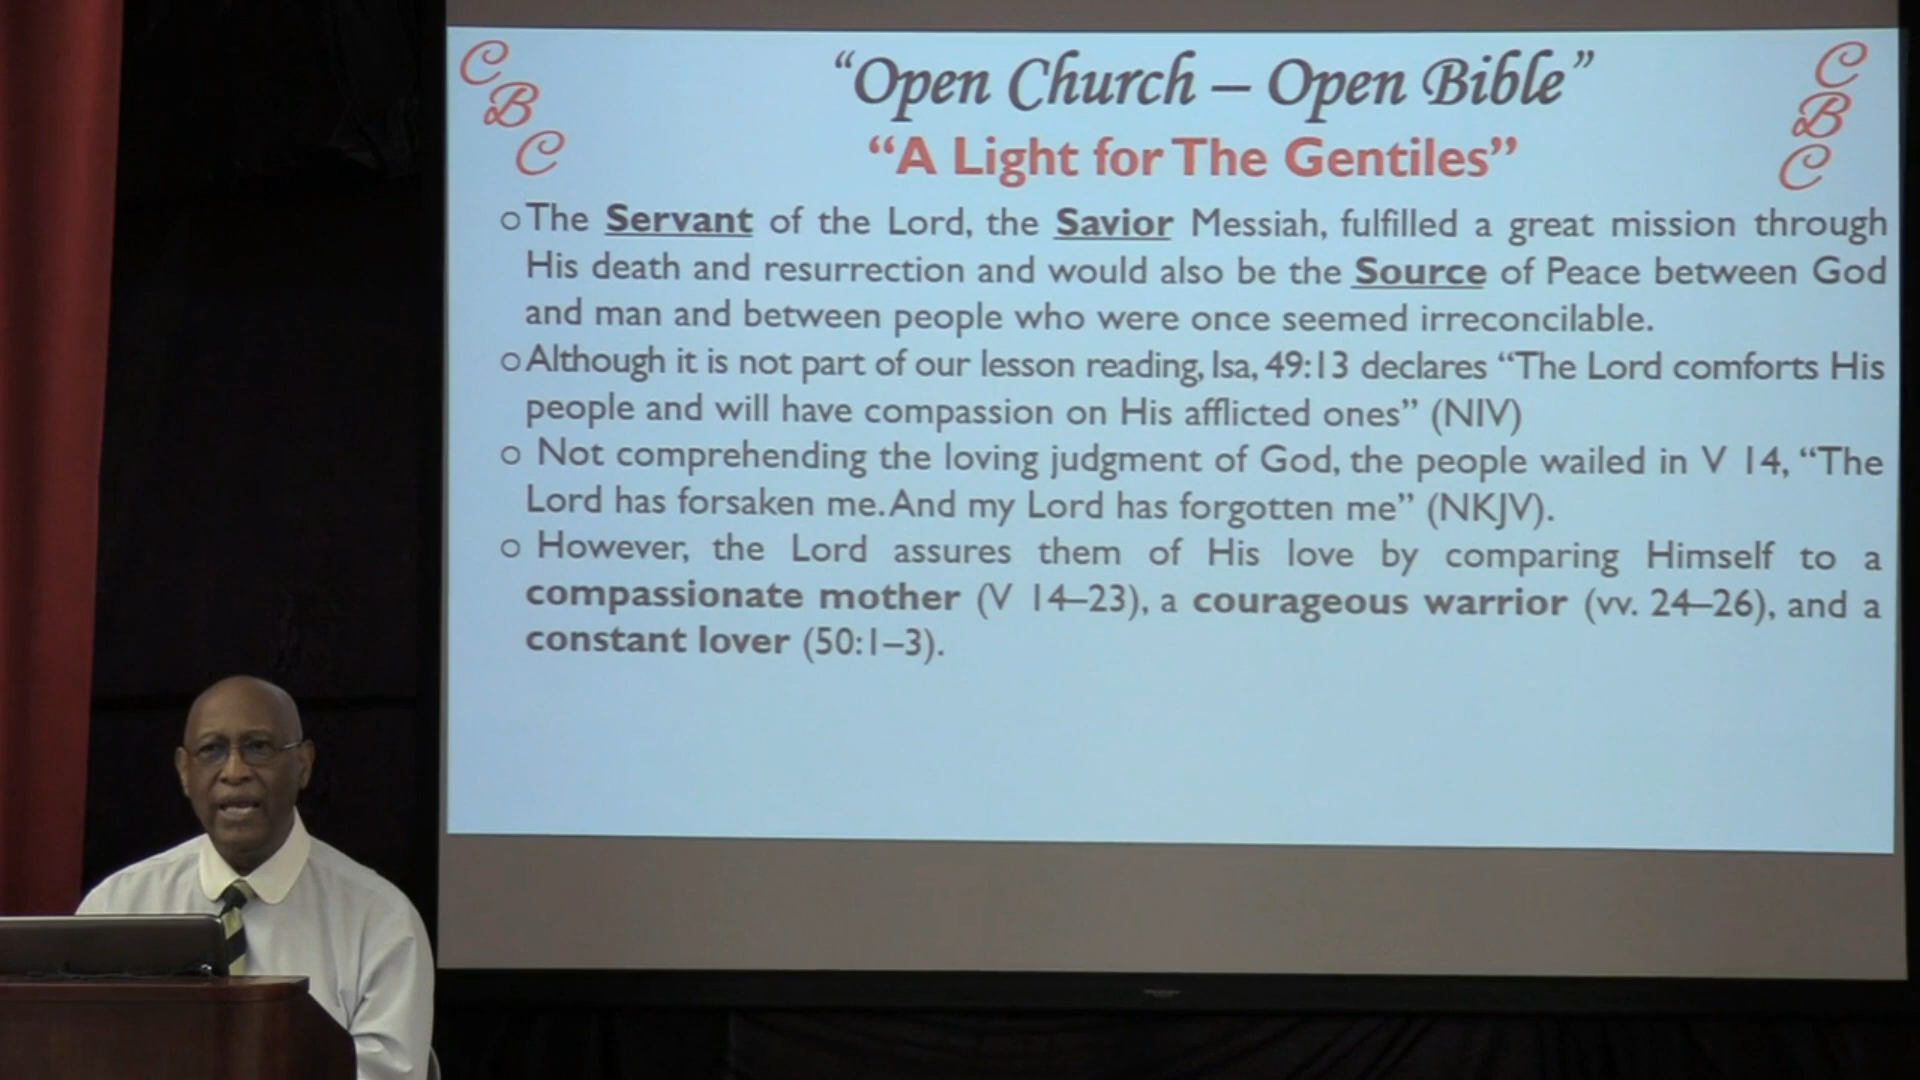 C B C
“Open Church – Open Bible”
C B C
“A Light for The Gentiles”
○ The Servant of the Lord, the Savior Messiah, fulfilled a great mission through
His death and resurrection and would also be the Source of Peace between God
and man and between people who were once seemed irreconcilable.
○ Although it is not part of our lesson reading, Isa, 49:13 declares “The Lord comforts His
people and will have compassion on His afflicted ones” (NIV)
○ Not comprehending the loving judgment of God, the people wailed in V 14, “The
Lord has forsaken me. And my Lord has forgotten me” (NKJV).
○ However, the Lord assures them of His love by comparing Himself to a
compassionate mother (V 14–23), a courageous warrior (vv. 24–26), and a
constant lover (50:1–3).